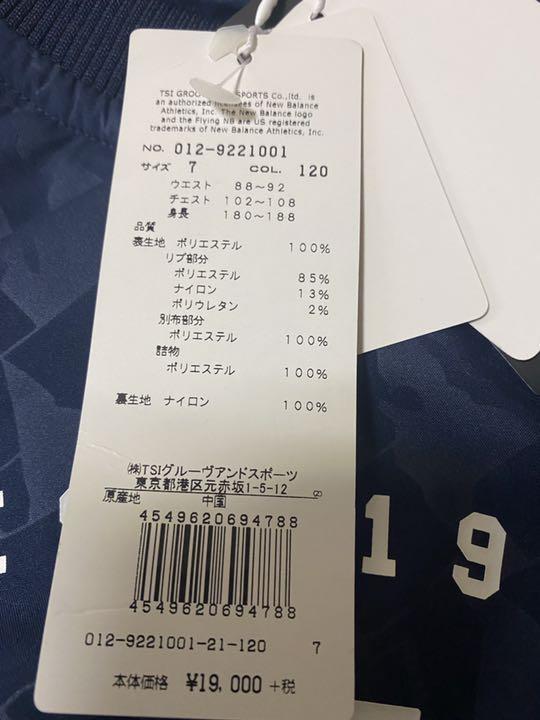 TSI GROOVE SPORTS Co.,ltd. is
an authorized licensees of New Balance
Athletics, Inc. The New Balance logo
and the Flying NB are US registered
trademarks of New Balance Athletics, Inc.
NO. 012-9221001
サイズ 7 COL. 120
ウエスト 88～92
チェスト 102～108
身長 180～188
品質
裏生地 ポリエステル 100%
リブ部分
ポリエステル 85%
ナイロン 13%
ポリウレタン 2%
別布部分
ポリエステル 100%
詰物
ポリエステル 100%
裏生地 ナイロン 100%
(株)TSIグルーヴアンドスポーツ
東京都港区元赤坂1-5-12 (2)
原産地 中国
4549620694788
4549620694788
012-9221001-21-120 7
本体価格 ¥19,000 +税
19